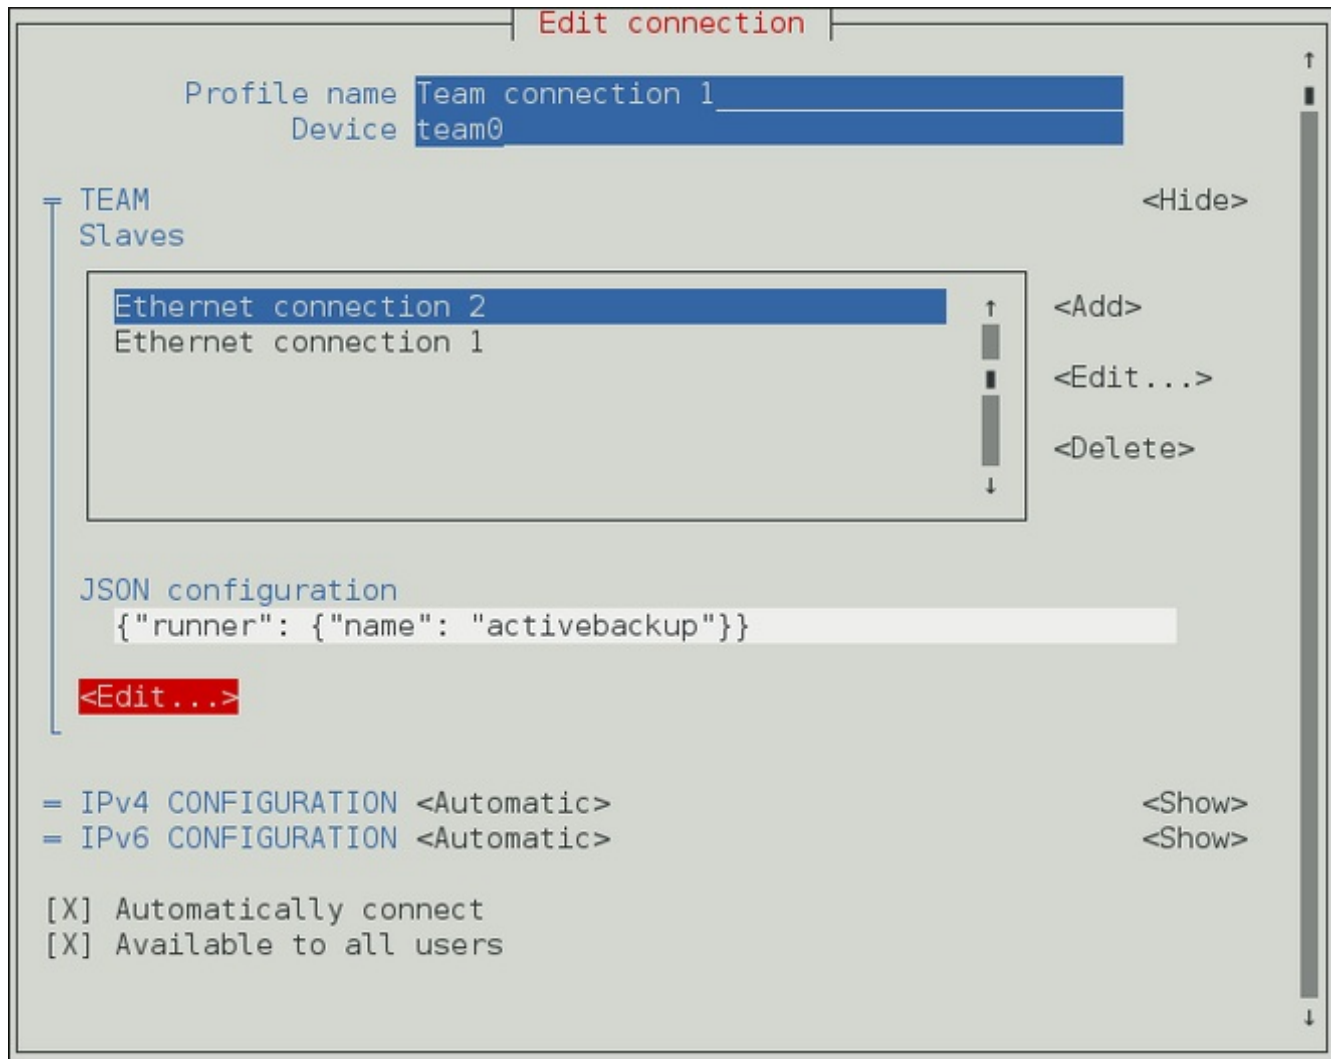 Edit connection
Profile name Team connection 1
Device team0
TEAM <Hide>
Slaves
Ethernet connection 2 <Add>
Ethernet connection 1
<Edit...>
<Delete>
JSON configuration
{"runner": {"name": "activebackup"}}
<Edit...>
IPv4 CONFIGURATION <Automatic> <Show>
IPv6 CONFIGURATION <Automatic> <Show>
[X] Automatically connect
[X] Available to all users